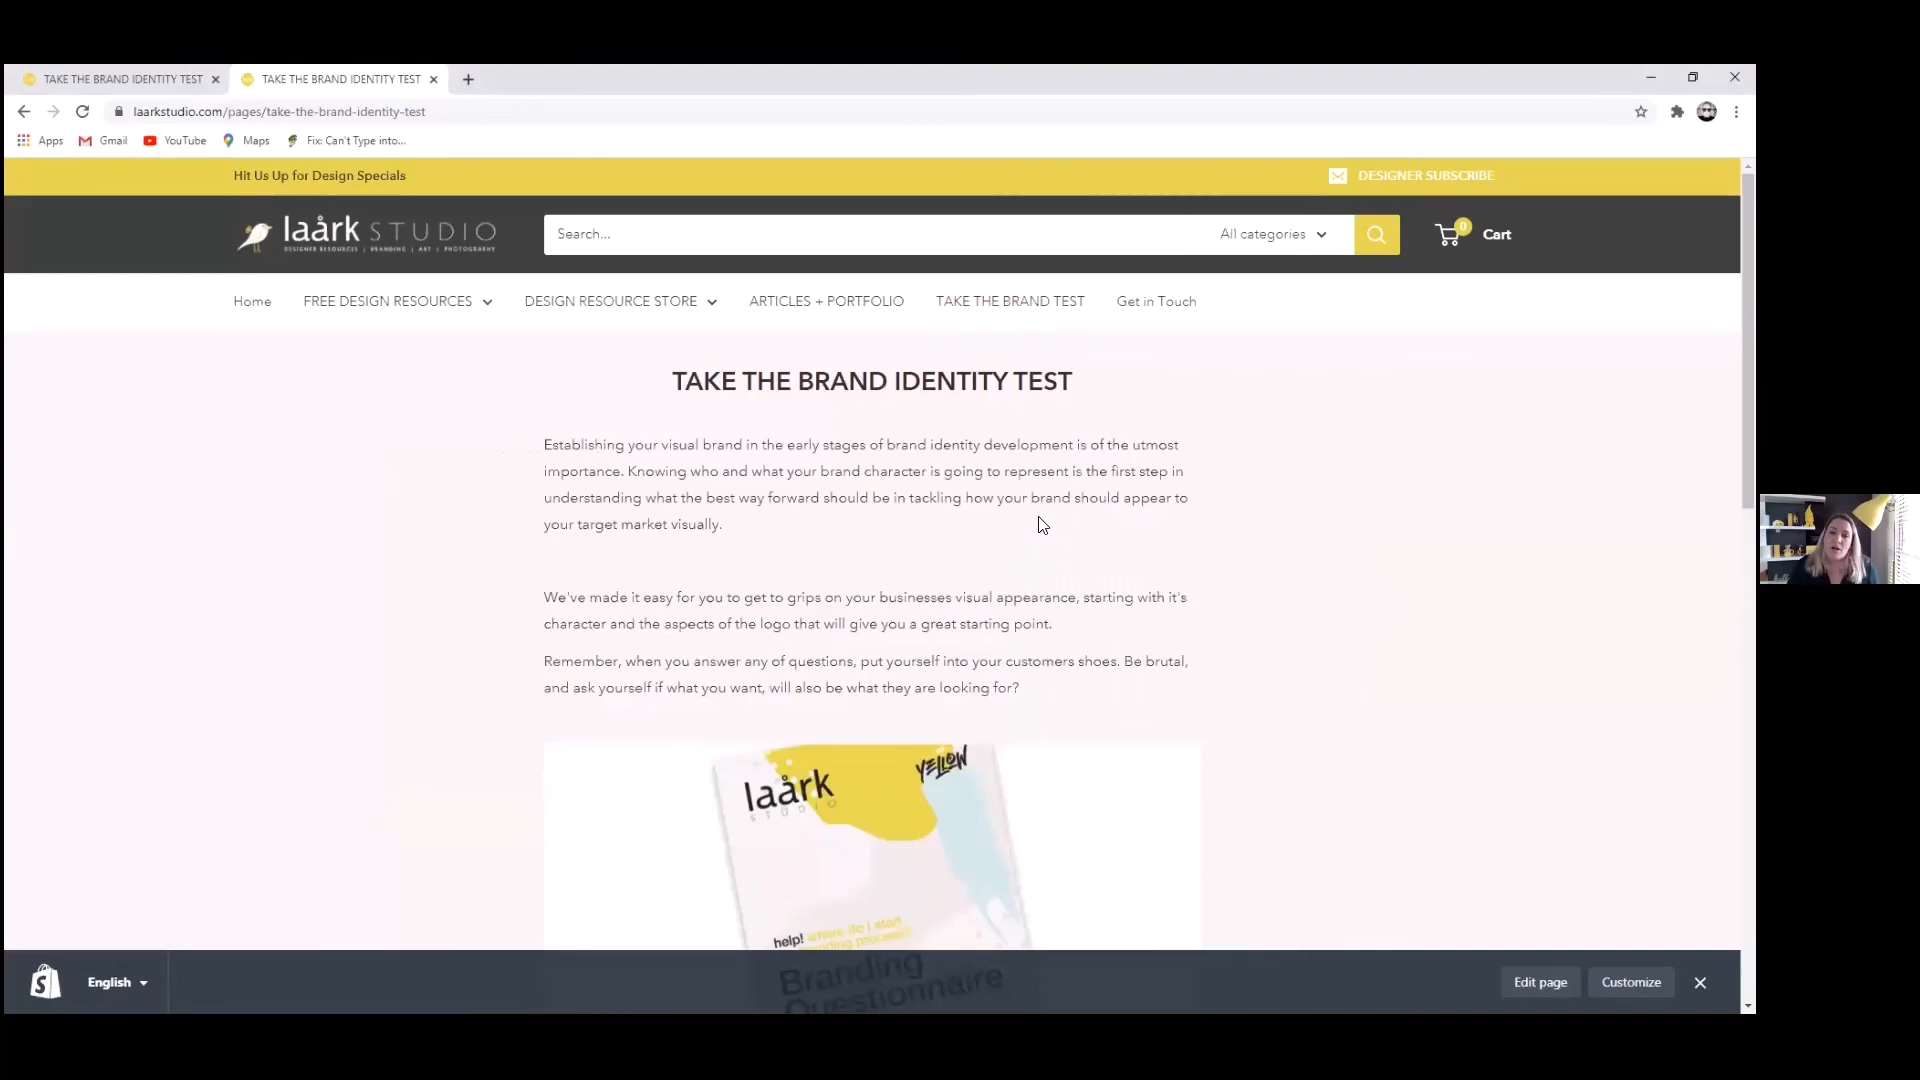 TAKE THE BRAND IDENTITY TEST
TAKE THE BRAND IDENTITY TEST
laarkstudio.com/pages/take-the-brand-identity-test
Apps Gmail YouTube Maps Fix: Can't Type into...
Hit Us Up for Design Specials DESIGNER SUBSCRIBE
laårk STUDIO
DESIGNER RESOURCES | BRANDING | ART | PHOTOGRAPHY
Search... All categories 0 Cart
Home FREE DESIGN RESOURCES DESIGN RESOURCE STORE ARTICLES + PORTFOLIO TAKE THE BRAND TEST Get in Touch
TAKE THE BRAND IDENTITY TEST
Establishing your visual brand in the early stages of brand identity development is of the utmost
importance. Knowing who and what your brand character is going to represent is the first step in
understanding what the best way forward should be in tackling how your brand should appear to
your target market visually.
We've made it easy for you to get to grips on your businesses visual appearance, starting with it's
character and the aspects of the logo that will give you a great starting point.
Remember, when you answer any of questions, put yourself into your customers shoes. Be brutal,
and ask yourself if what you want, will also be what they are looking for?
laårk
STUDIO
YELLOW
help! where do I start
Branding
Questionnaire
English Edit page Customize